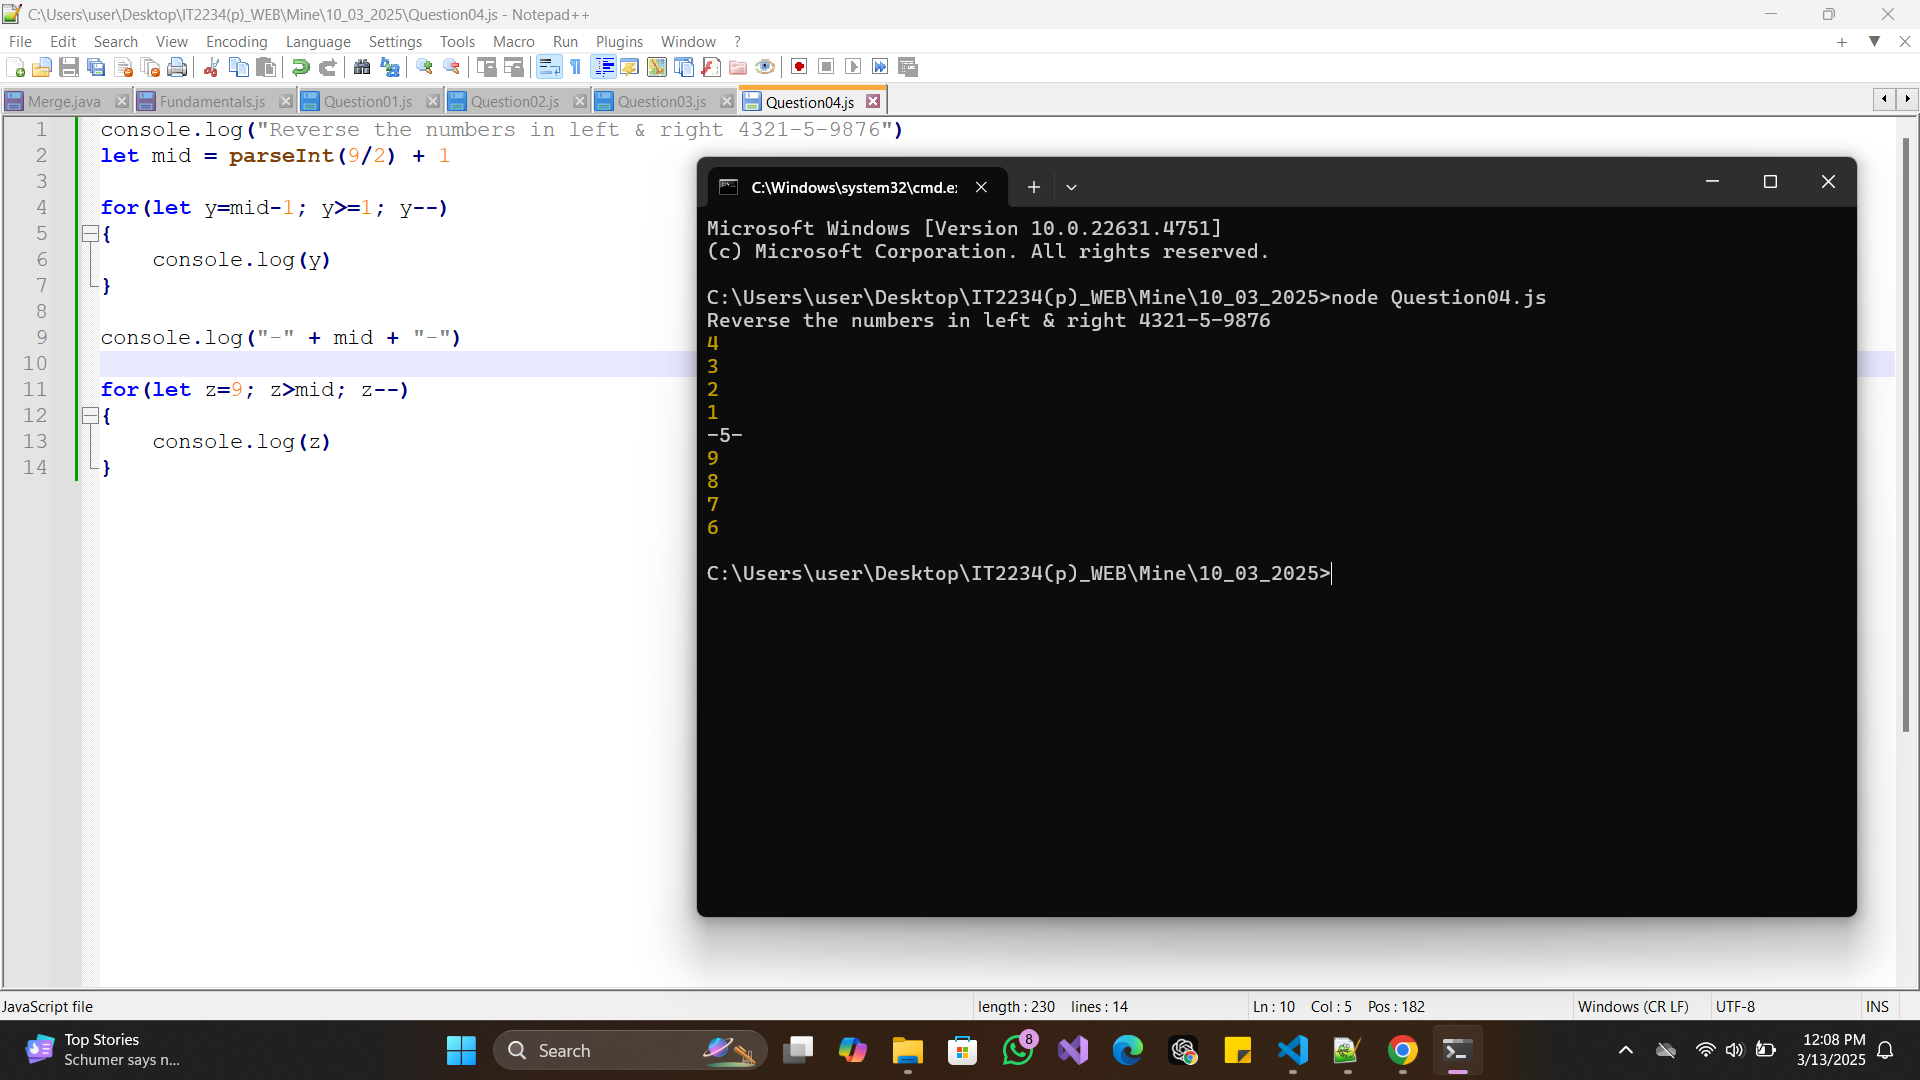 C:\Users\user\Desktop\IT2234(p)_WEB\Mine\10_03_2025\Question04.js - Notepad++
File Edit Search View Encoding Language Settings Tools Macro Run Plugins Window ?
Merge.java Fundamentals.js Question01.js Question02.js Question03.js Question04.js
1 console.log("Reverse the numbers in left & right 4321-5-9876")
2 let mid = parseInt(9/2) + 1
3
4 for(let y=mid-1; y>=1; y--)
5 {
6 console.log(y)
7 }
8
9 console.log("-" + mid + "-")
10
11 for(let z=9; z>mid; z--)
12 {
13 console.log(z)
14 }
C:\Windows\system32\cmd.e
Microsoft Windows [Version 10.0.22631.4751]
(c) Microsoft Corporation. All rights reserved.
C:\Users\user\Desktop\IT2234(p)_WEB\Mine\10_03_2025>node Question04.js
Reverse the numbers in left & right 4321-5-9876
4
3
2
1
-5-
9
8
7
6
C:\Users\user\Desktop\IT2234(p)_WEB\Mine\10_03_2025>
JavaScript file length : 230 lines : 14 Ln : 10 Col : 5 Pos : 182 Windows (CR LF) UTF-8 INS
Top Stories
Schumer says n...
Search
8
12:08 PM
3/13/2025